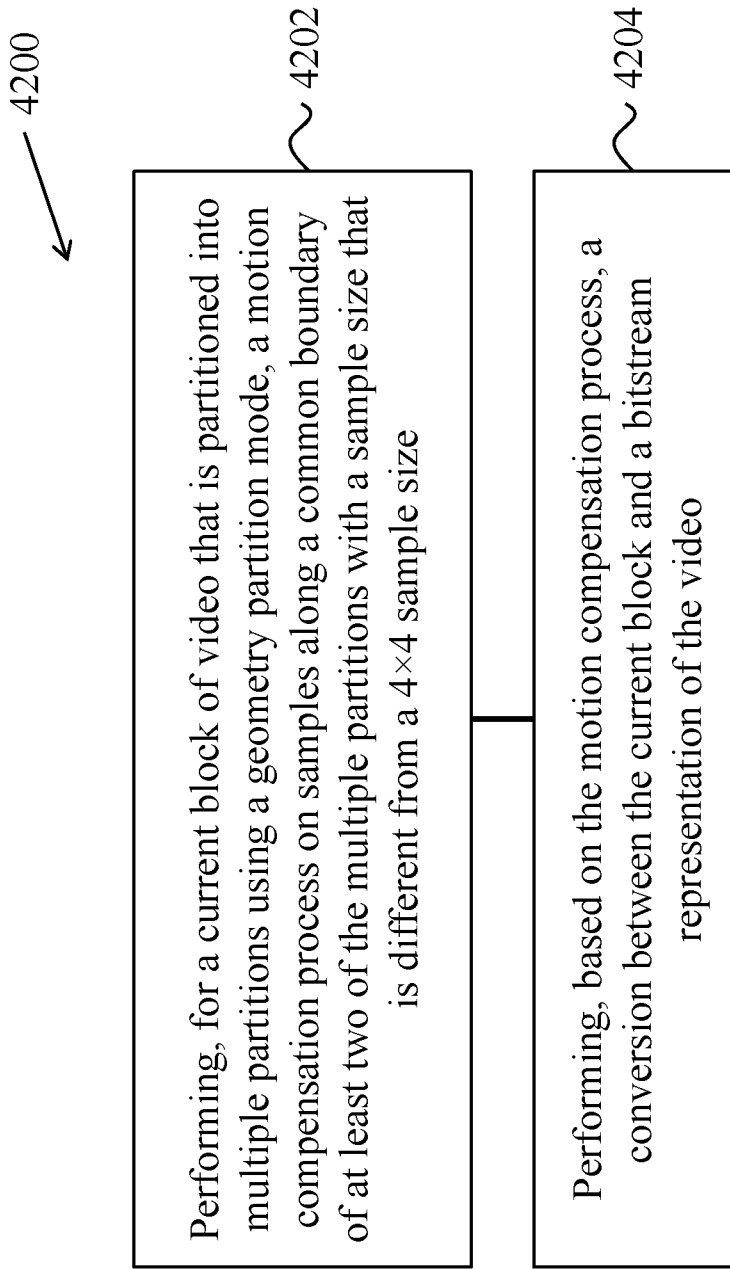 4200
Performing, for a current block of video that is partitioned into
multiple partitions using a geometry partition mode, a motion
compensation process on samples along a common boundary
of at least two of the multiple partitions with a sample size that
is different from a 4×4 sample size
4202
Performing, based on the motion compensation process, a
conversion between the current block and a bitstream
representation of the video
4204